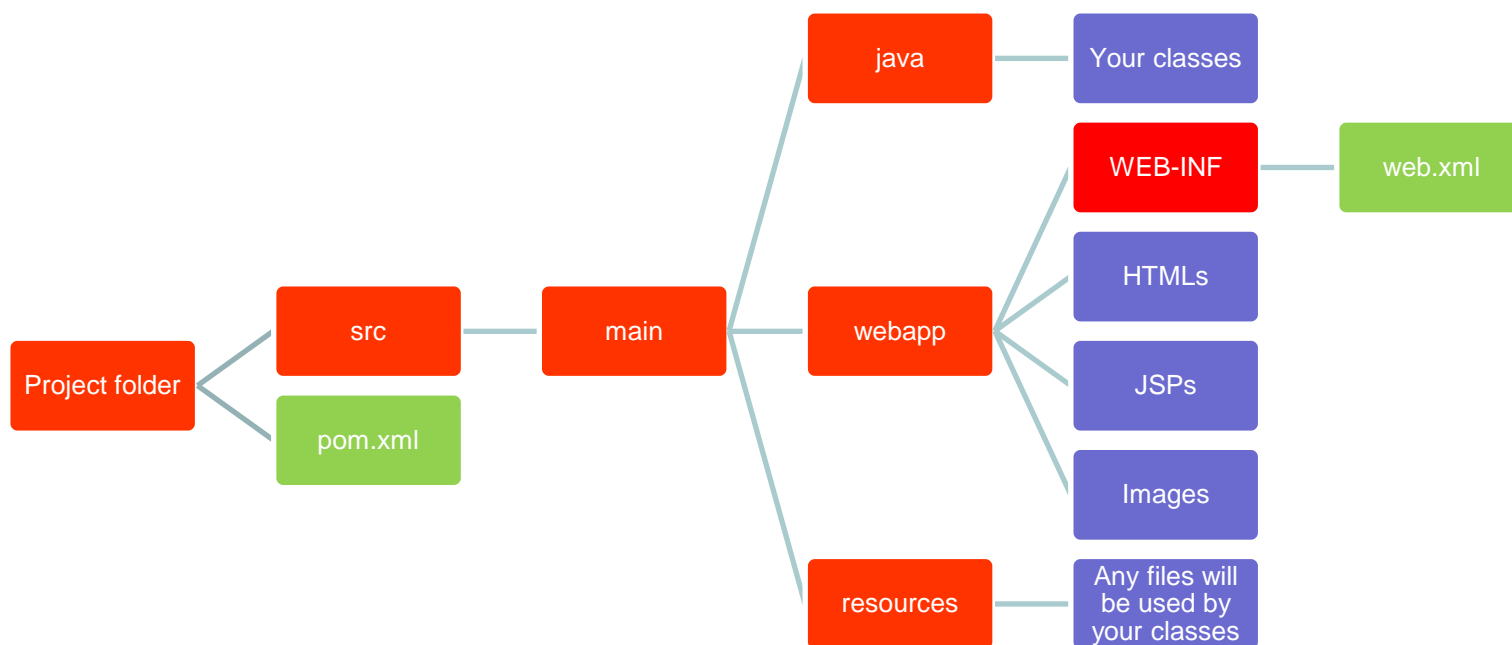 java
Your classes
WEB-INF
web.xml
HTMLs
src
main
webapp
Project folder
JSPs
pom.xml
Images
resources
Any files will
be used by
your classes